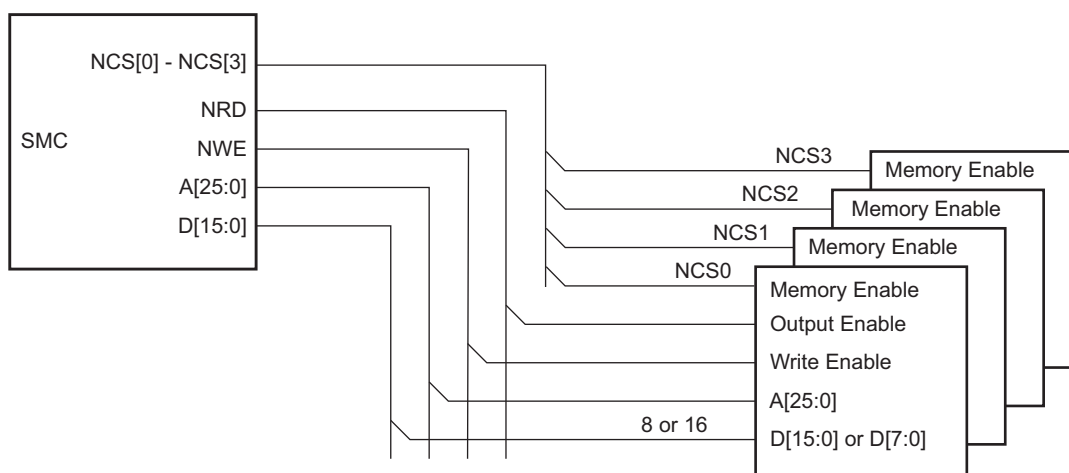 NCS[0] - NCS[3]
NRD
SMC
NWE
A[25:0]
D[15:0]
NCS3
Memory Enable
NCS2
Memory Enable
NCS1
Memory Enable
NCS0
Memory Enable
Output Enable
Write Enable
A[25:0]
8 or 16
D[15:0] or D[7:0]